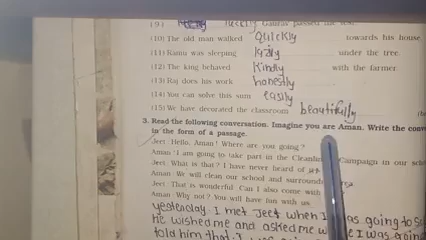 (9)
(10) The old man walked Quickly towards his house.
(11) Kanu was sleeping lazily under the tree.
(12) The king behaved Kindly with the farmer
(13) Raj does his work honestly
(14) You can solve this sum easily
(15) We have decorated the classroom beautifully
3. Read the following conversation. Imagine you are Aman. Write the conv
in the form of a passage.
Jeet : Hello, Aman! Where are you going?
Aman : I am going to take part in the Cleanlin Campaign in our sch
Jeet : What is that? I have never heard of
Aman : We will clean our school and surround
Jeet : That is wonderful. Can I also come with
Aman : Why not? You will have fun with us.
yesterday. I met Jeet when I was going to sc
he wished me and asked me w e I was going
told him that I